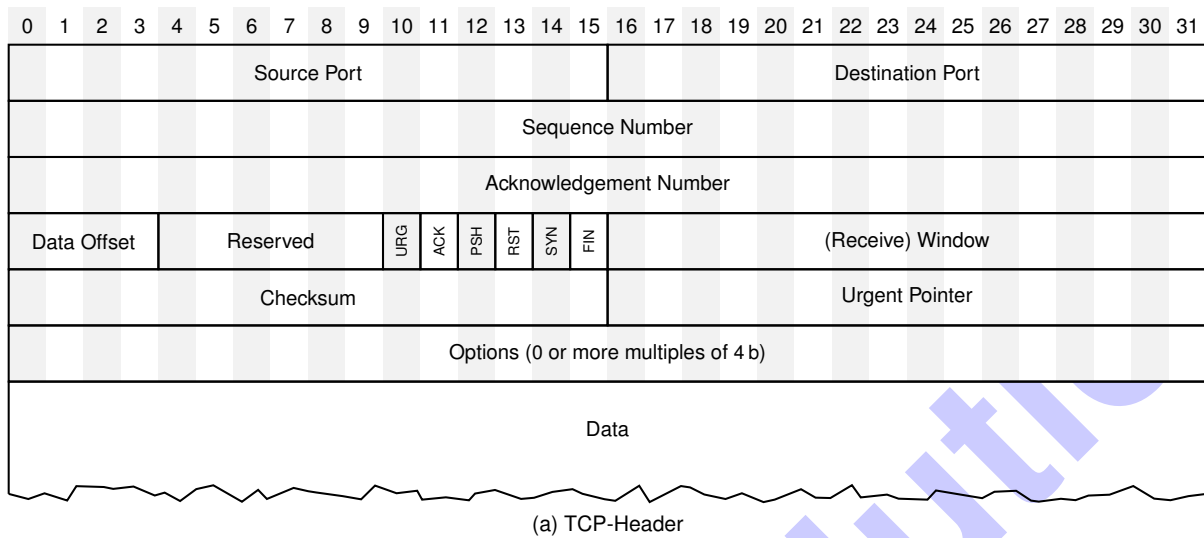 0 1 2 3 4 5 6 7 8 9 10 11 12 13 14 15 16 17 18 19 20 21 22 23 24 25 26 27 28 29 30 31
Source Port Destination Port
Sequence Number
Acknowledgement Number
Data Offset Reserved URG ACK PSH RST SYN FIN (Receive) Window
Checksum Urgent Pointer
Options (0 or more multiples of 4 b)
Data
(a) TCP-Header